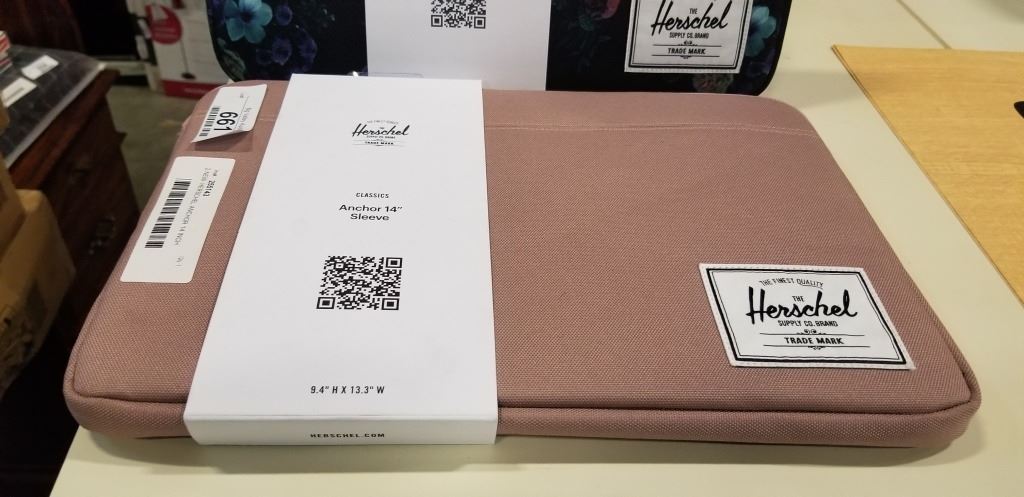 THE
Herschel
SUPPLY CO. BRAND
TRADE MARK
661
THE FINEST QUALITY
THE
Herschel
SUPPLY CO. BRAND
TRADE MARK
CLASSICS
Anchor 14"
Sleeve
9.4" H X 13.3" W
HERSCHEL.COM
THE FINEST QUALITY
THE
Herschel
SUPPLY CO. BRAND
TRADE MARK